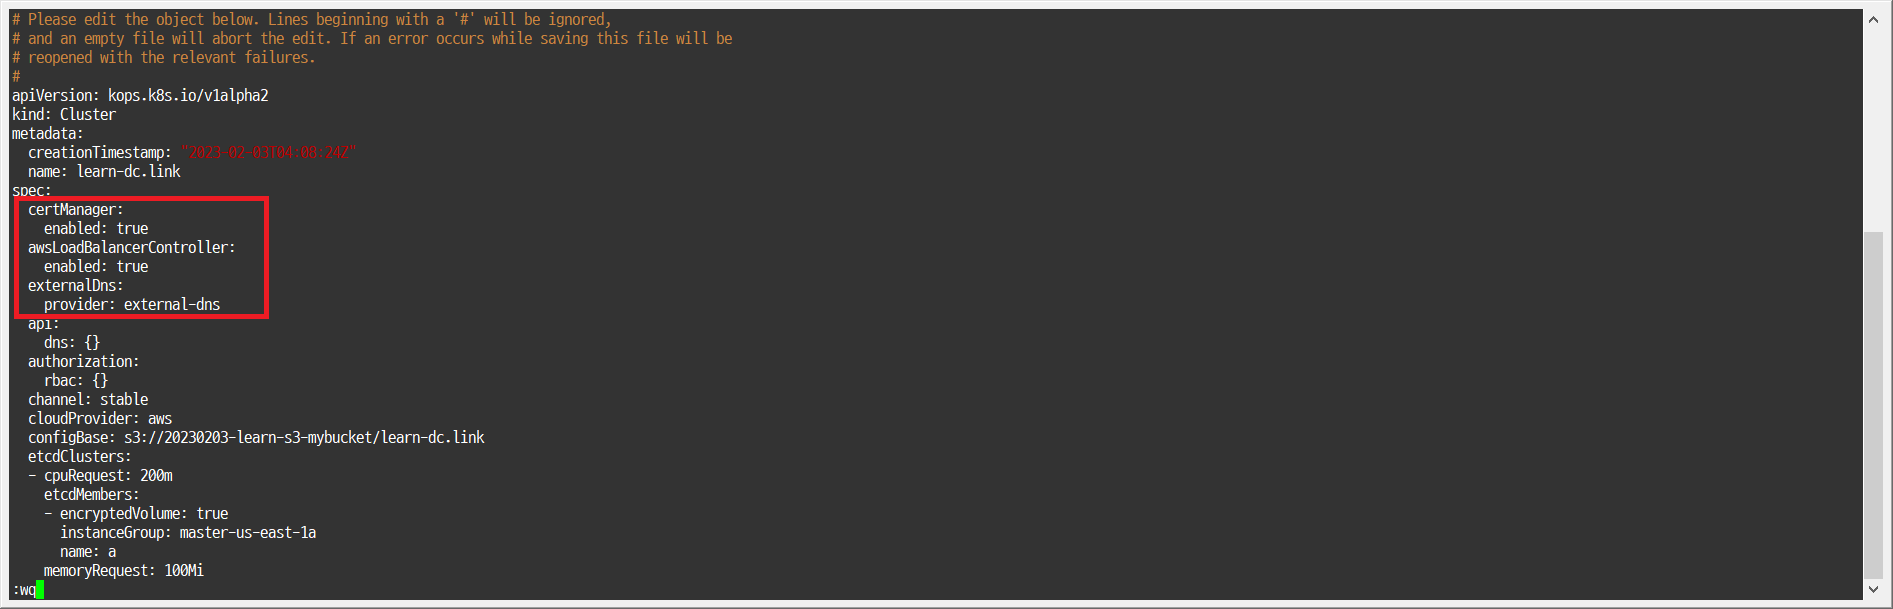 # Please edit the object below. Lines beginning with a '#' will be ignored,
# and an empty file will abort the edit. If an error occurs while saving this file will be
# reopened with the relevant failures.
#
apiVersion: kops.k8s.io/v1alpha2
kind: Cluster
metadata:
  creationTimestamp: "2023-02-03T04:08:24Z"
  name: learn-dc.link
spec:
  certManager:
    enabled: true
  awsLoadBalancerController:
    enabled: true
  externalDns:
    provider: external-dns
  api:
    dns: {}
  authorization:
    rbac: {}
  channel: stable
  cloudProvider: aws
  configBase: s3://20230203-learn-s3-mybucket/learn-dc.link
  etcdClusters:
  - cpuRequest: 200m
    etcdMembers:
    - encryptedVolume: true
      instanceGroup: master-us-east-1a
      name: a
    memoryRequest: 100Mi
:wq